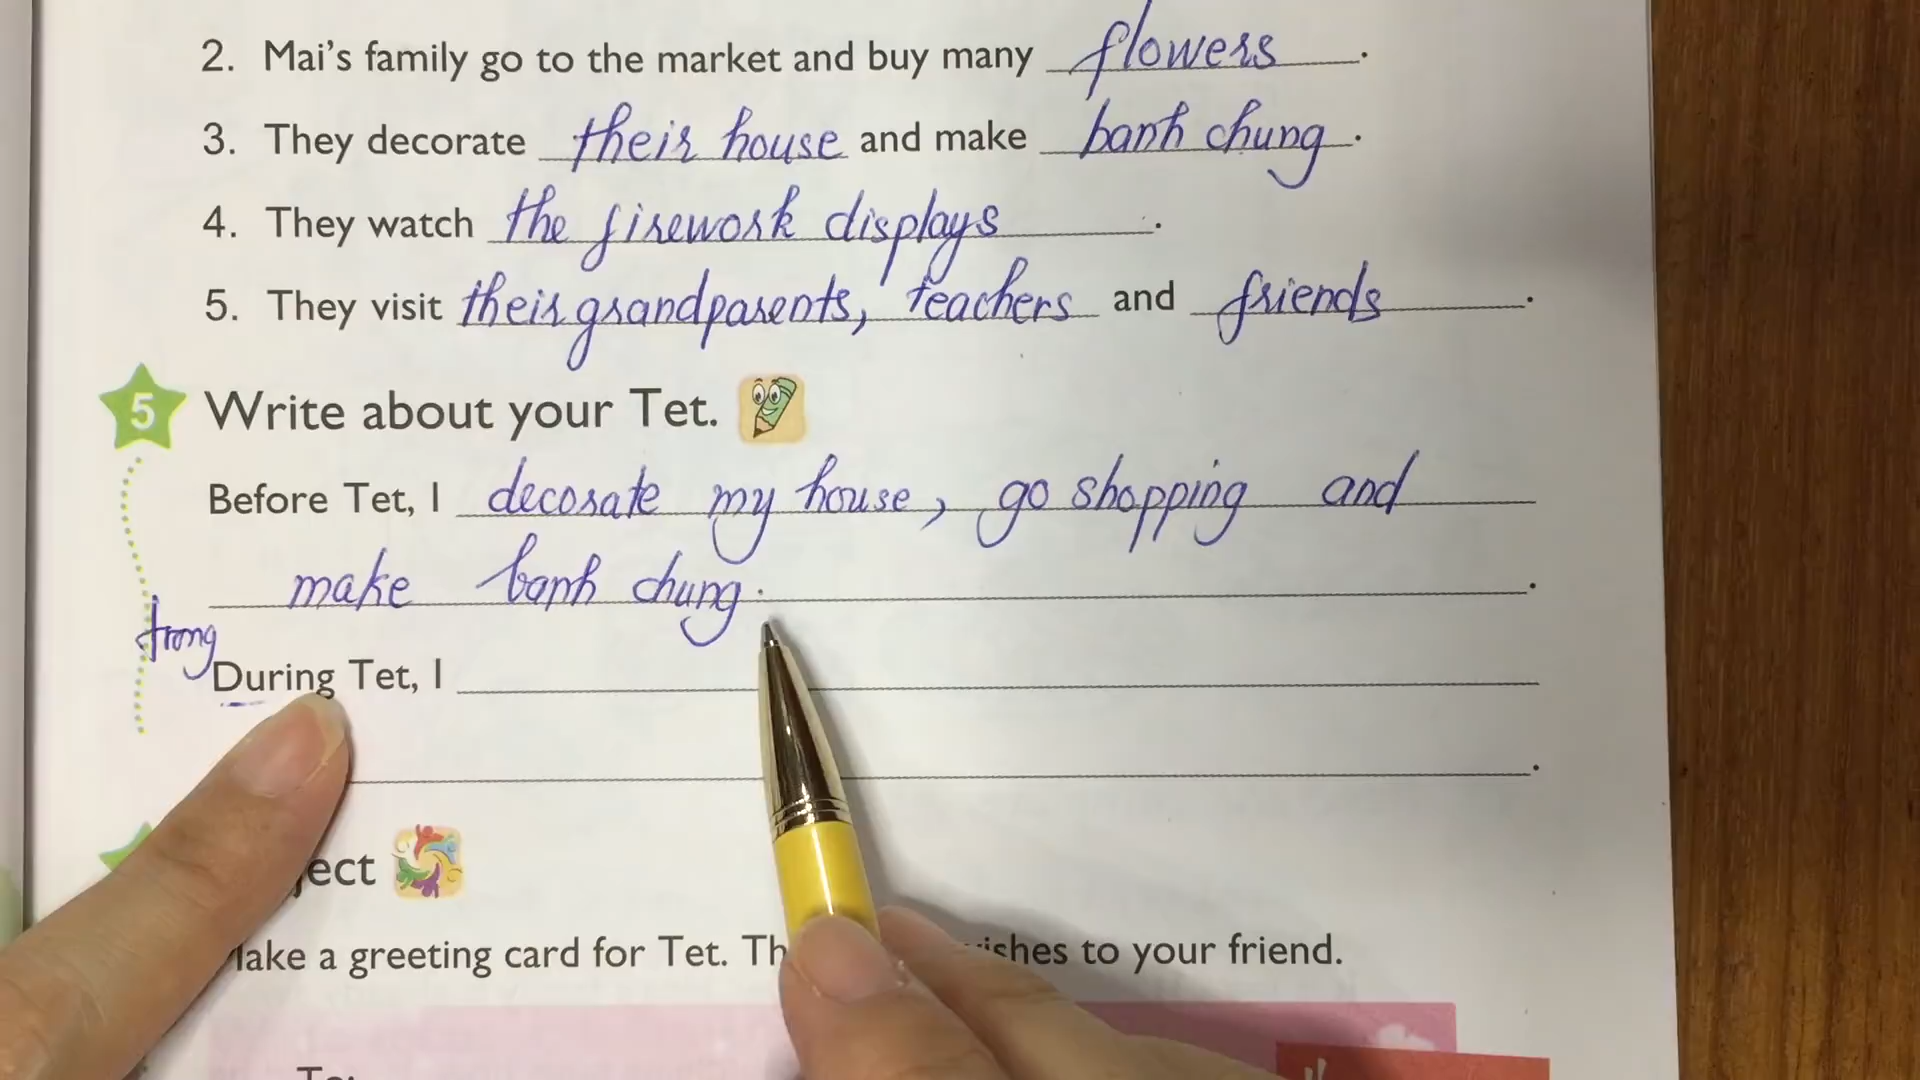 2. Mai's family go to the market and buy many flowers.
3. They decorate their house and make banh chung.
4. They watch the firework displays.
5. They visit their grandparents, teachers and friends.
5 Write about your Tet.
Before Tet, I decorate my house, go shopping and
make banh chung. .
trong
During Tet, I
.
ect
ake a greeting card for Tet. Th ishes to your friend.
To: